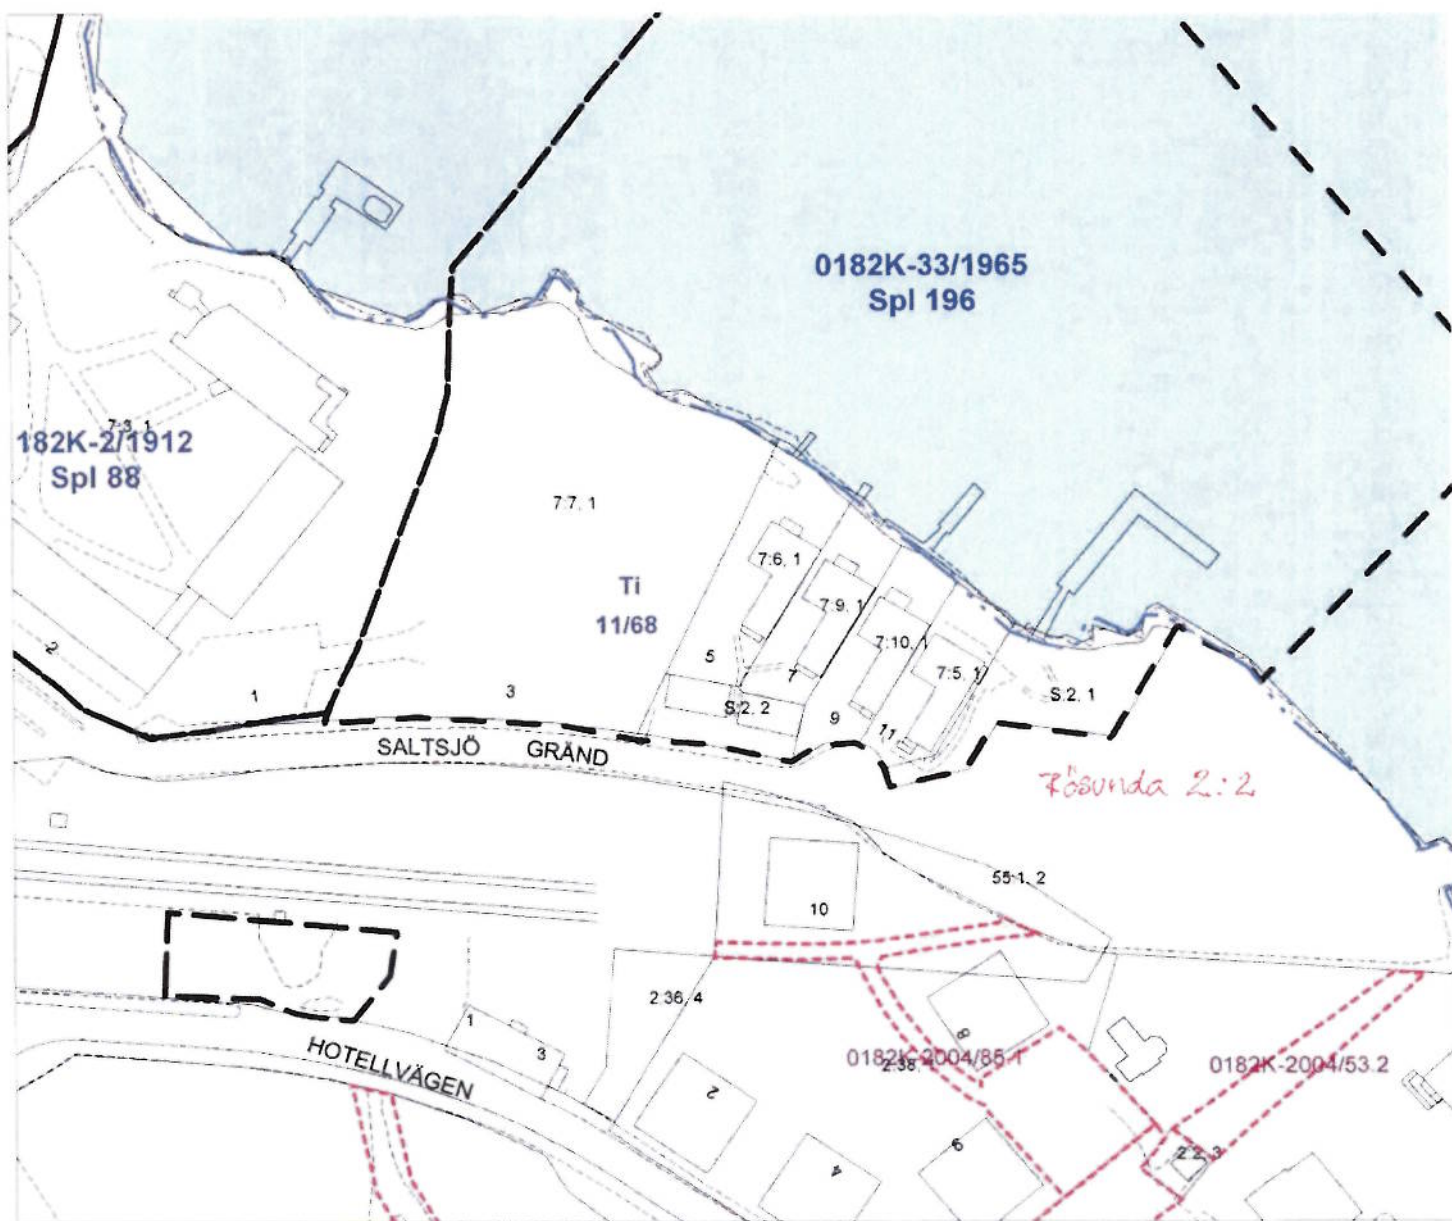 0182K-33/1965
Spl 196
7:3, 1
182K-2/1912
Spl 88
7:7, 1
Ti
11/68
7:6, 1
7:9, 1
7:10, 1
7:5, 1
2
1
3
5
7
9
11
S:2, 2
S:2, 1
SALTSJÖ GRÄND
Rösunda 2:2
55:1, 2
10
2:36, 4
8
1
3
HOTELLVÄGEN
0182K-2004/85.1
0182K-2004/53.2
2
4
6
2:2, 3